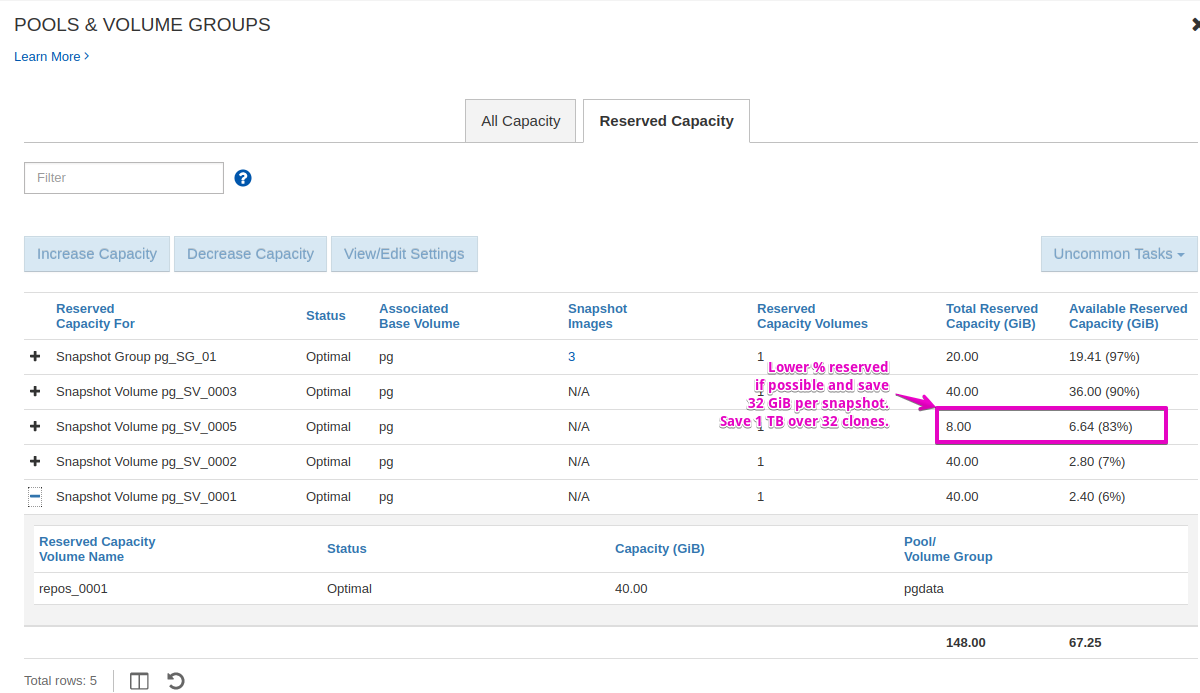 POOLS & VOLUME GROUPS
Learn More
All Capacity
Reserved Capacity
Filter
?
Increase Capacity
Decrease Capacity
View/Edit Settings
Uncommon Tasks
Reserved
Capacity For
Status
Associated
Base Volume
Snapshot
Images
Reserved
Capacity Volumes
Total Reserved
Capacity (GiB)
Available Reserved
Capacity (GiB)
Snapshot Group pg_SG_01 Optimal pg 3 1 20.00 19.41 (97%)
Snapshot Volume pg_SV_0003 Optimal pg N/A 40.00 36.00 (90%)
Snapshot Volume pg_SV_0005 Optimal pg N/A 1 8.00 6.64 (83%)
Lower % reserved
if possible and save
32 GiB per snapshot.
Save 1 TB over 32 clones.
Snapshot Volume pg_SV_0002 Optimal pg N/A 1 40.00 2.80 (7%)
Snapshot Volume pg_SV_0001 Optimal pg N/A 1 40.00 2.40 (6%)
Reserved Capacity
Volume Name
Status
Capacity (GiB)
Pool/
Volume Group
repos_0001 Optimal 40.00 pgdata
148.00 67.25
Total rows: 5